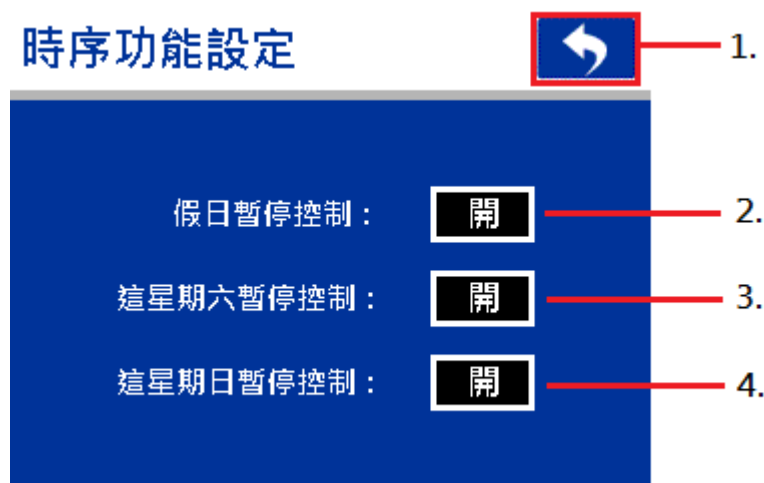 時序功能設定
1.
假日暫停控制： 開 2.
這星期六暫停控制： 開 3.
這星期日暫停控制： 開 4.